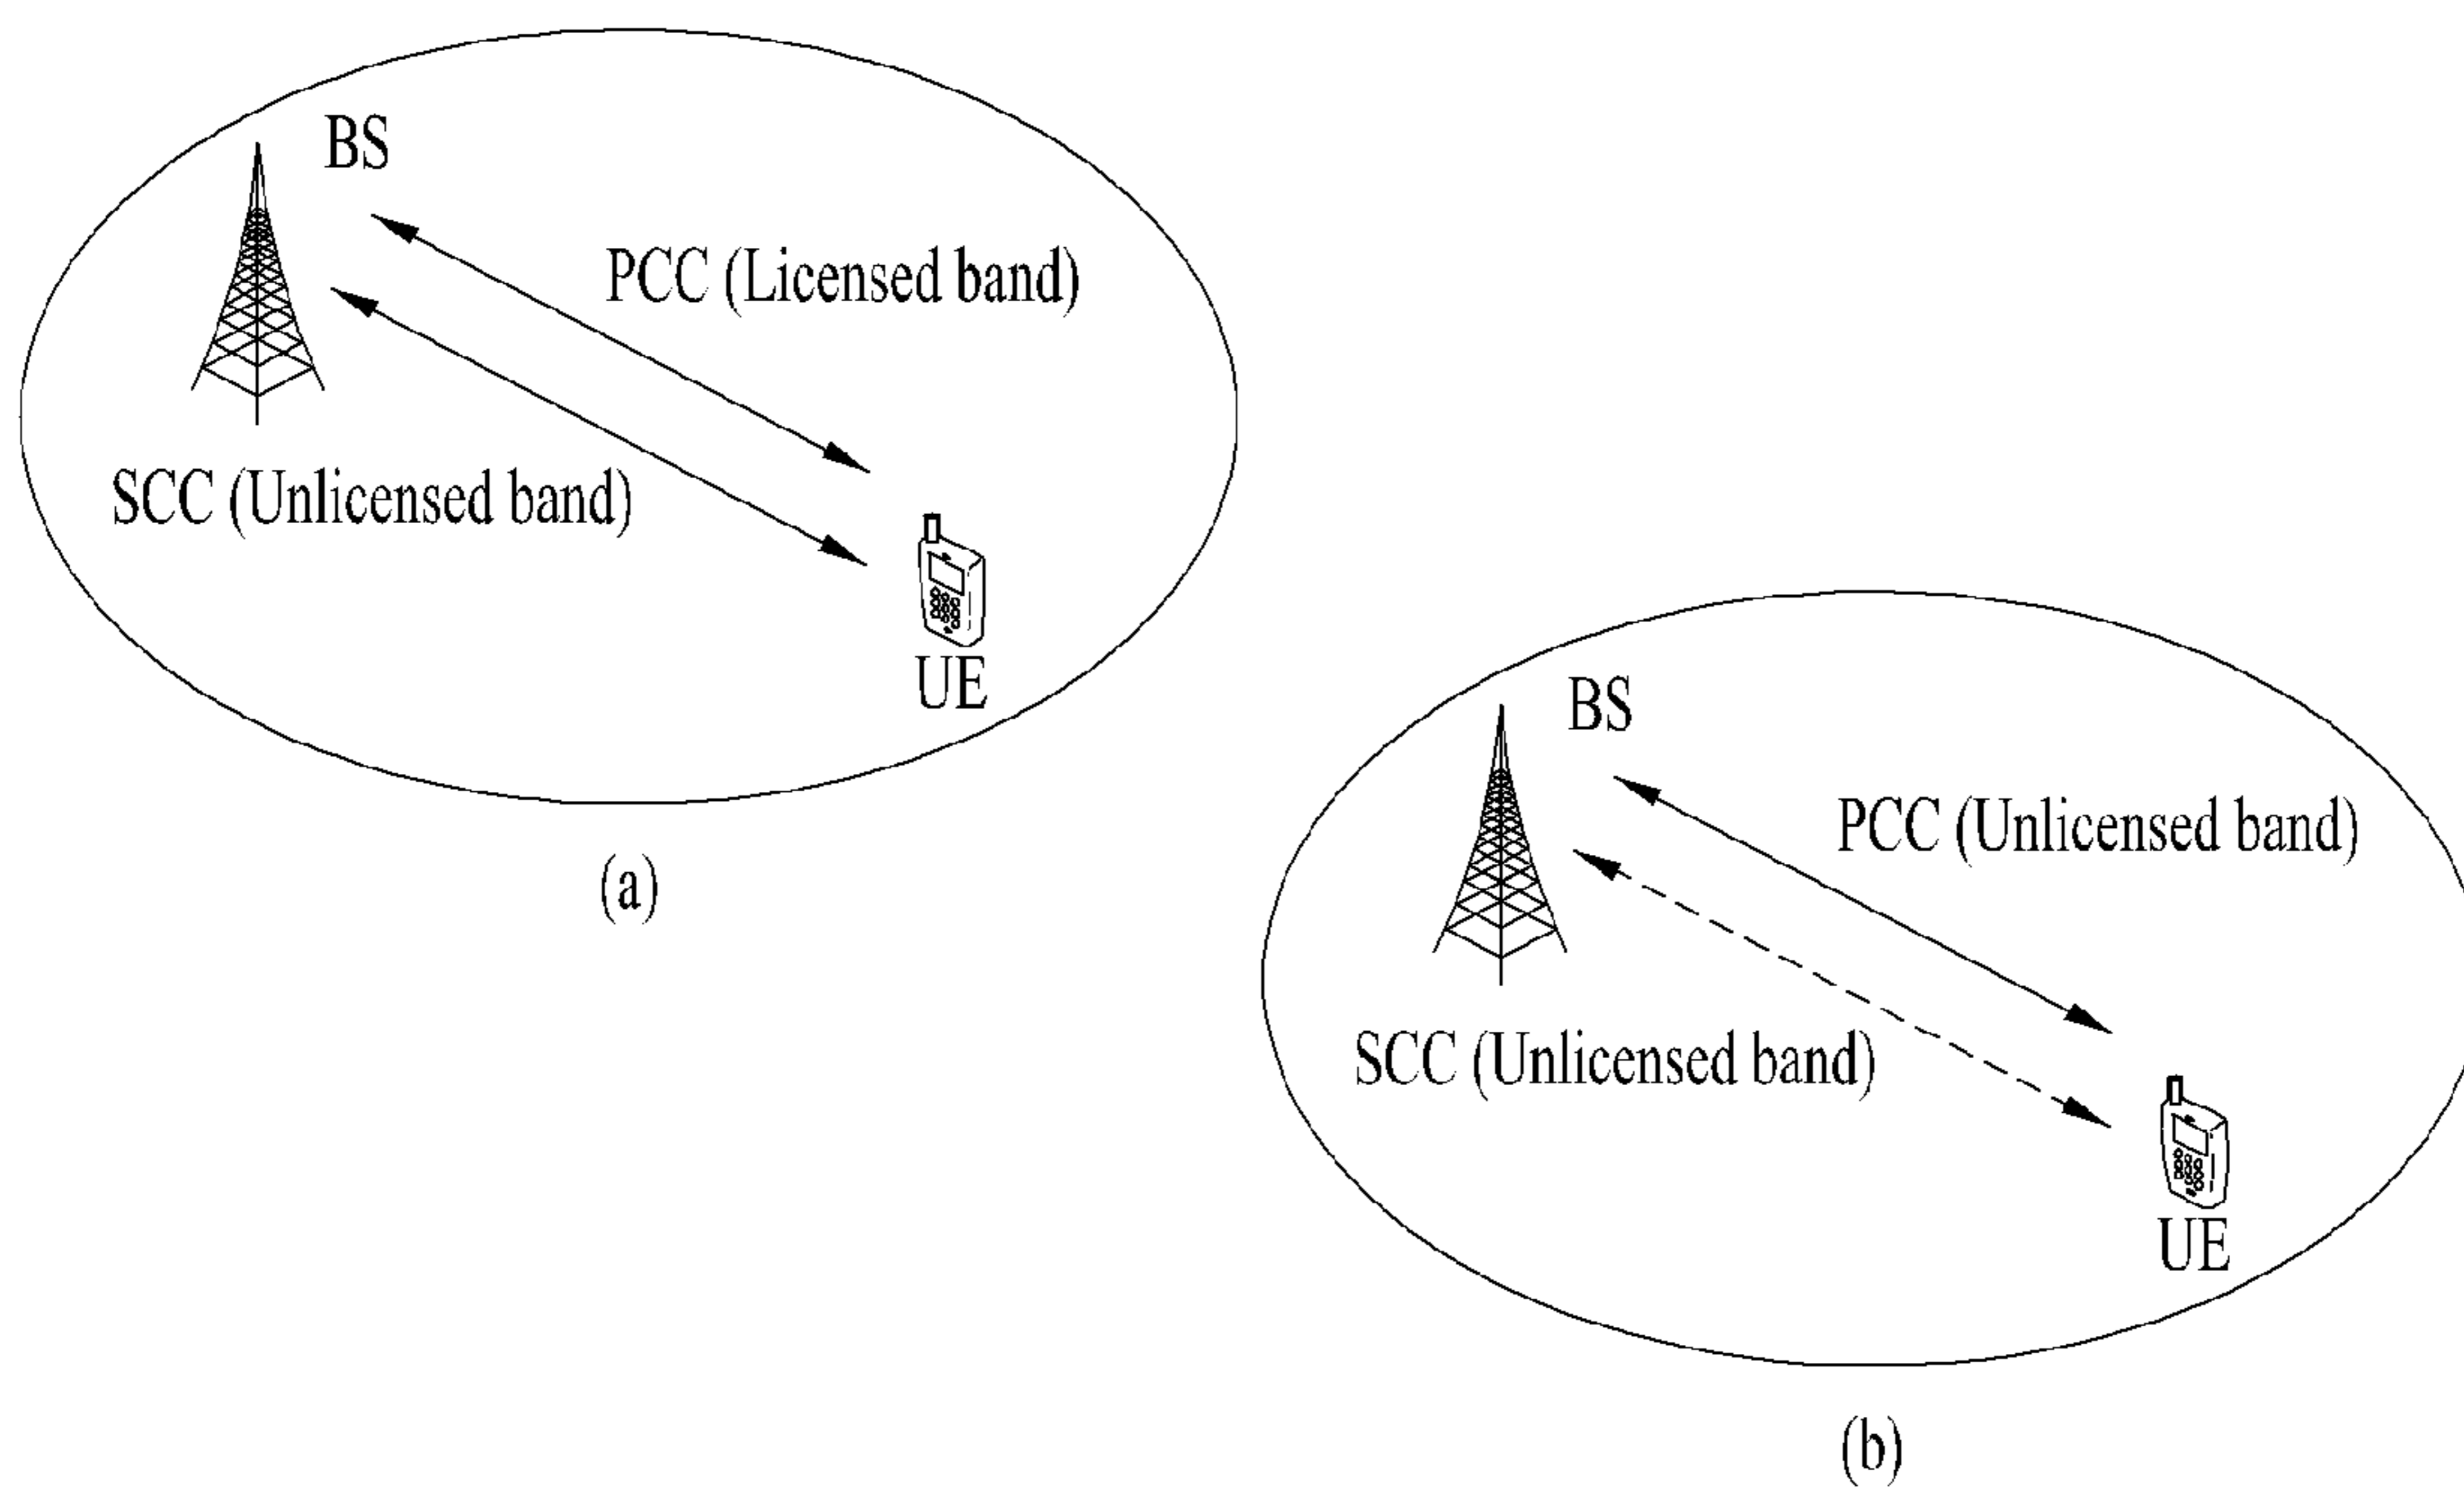 BS
PCC (Licensed band)
SCC (Unlicensed band)
UE
(a)
BS
PCC (Unlicensed band)
SCC (Unlicensed band)
UE
(b)